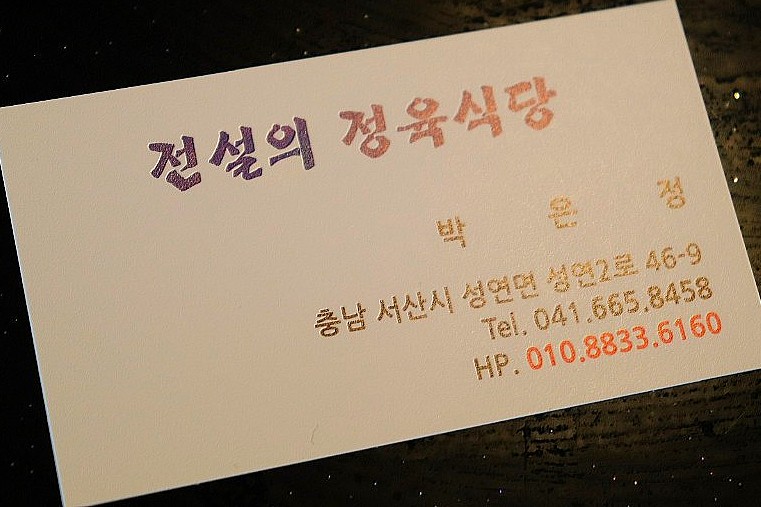 전설의 정육식당
박 은 정
충남 서산시 성연면 성연2로 46-9
Tel. 041.665.8458
HP. 010.8833.6160